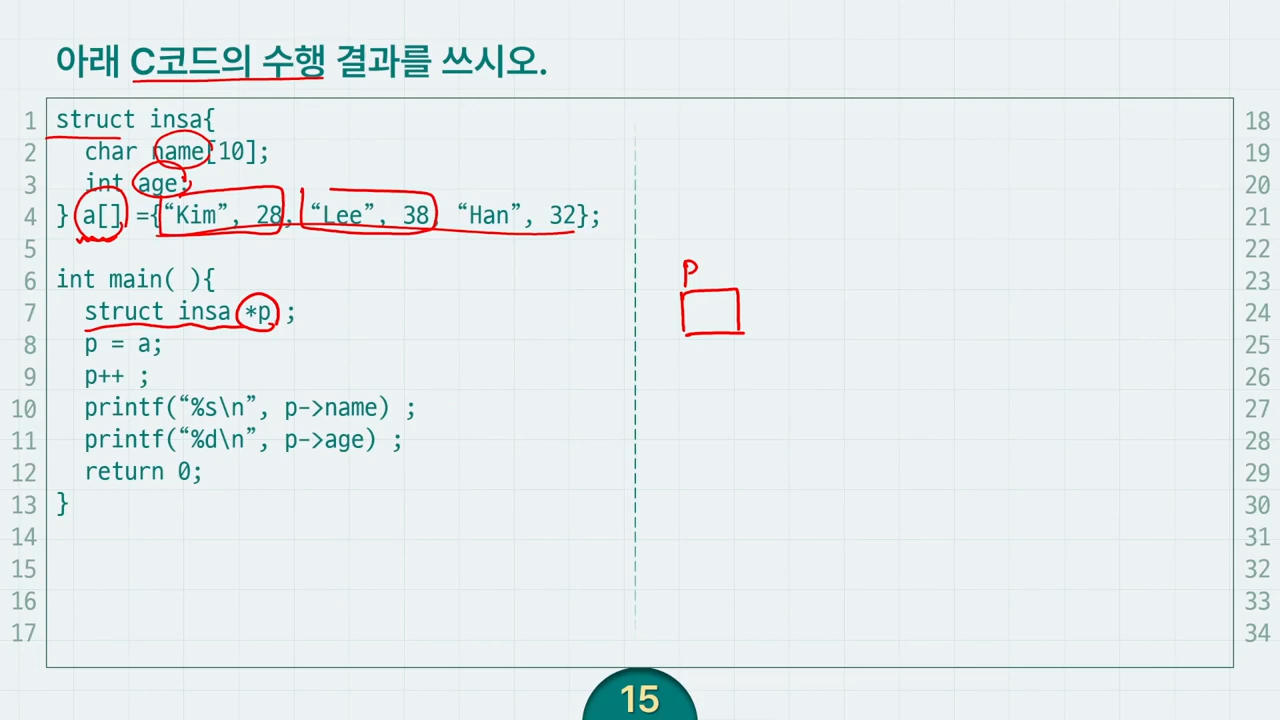 아래 C코드의 수행 결과를 쓰시오.
1 struct insa{
2 char name[10];
3 int age;
4 } a[] ={“Kim”, 28, “Lee”, 38, “Han”, 32};
5
6 int main( ){
7 struct insa *p ;
8 p = a;
9 p++ ;
10 printf(“%s\n”, p->name) ;
11 printf(“%d\n”, p->age) ;
12 return 0;
13 }
14
15
16
17
p
18
19
20
21
22
23
24
25
26
27
28
29
30
31
32
33
34
15